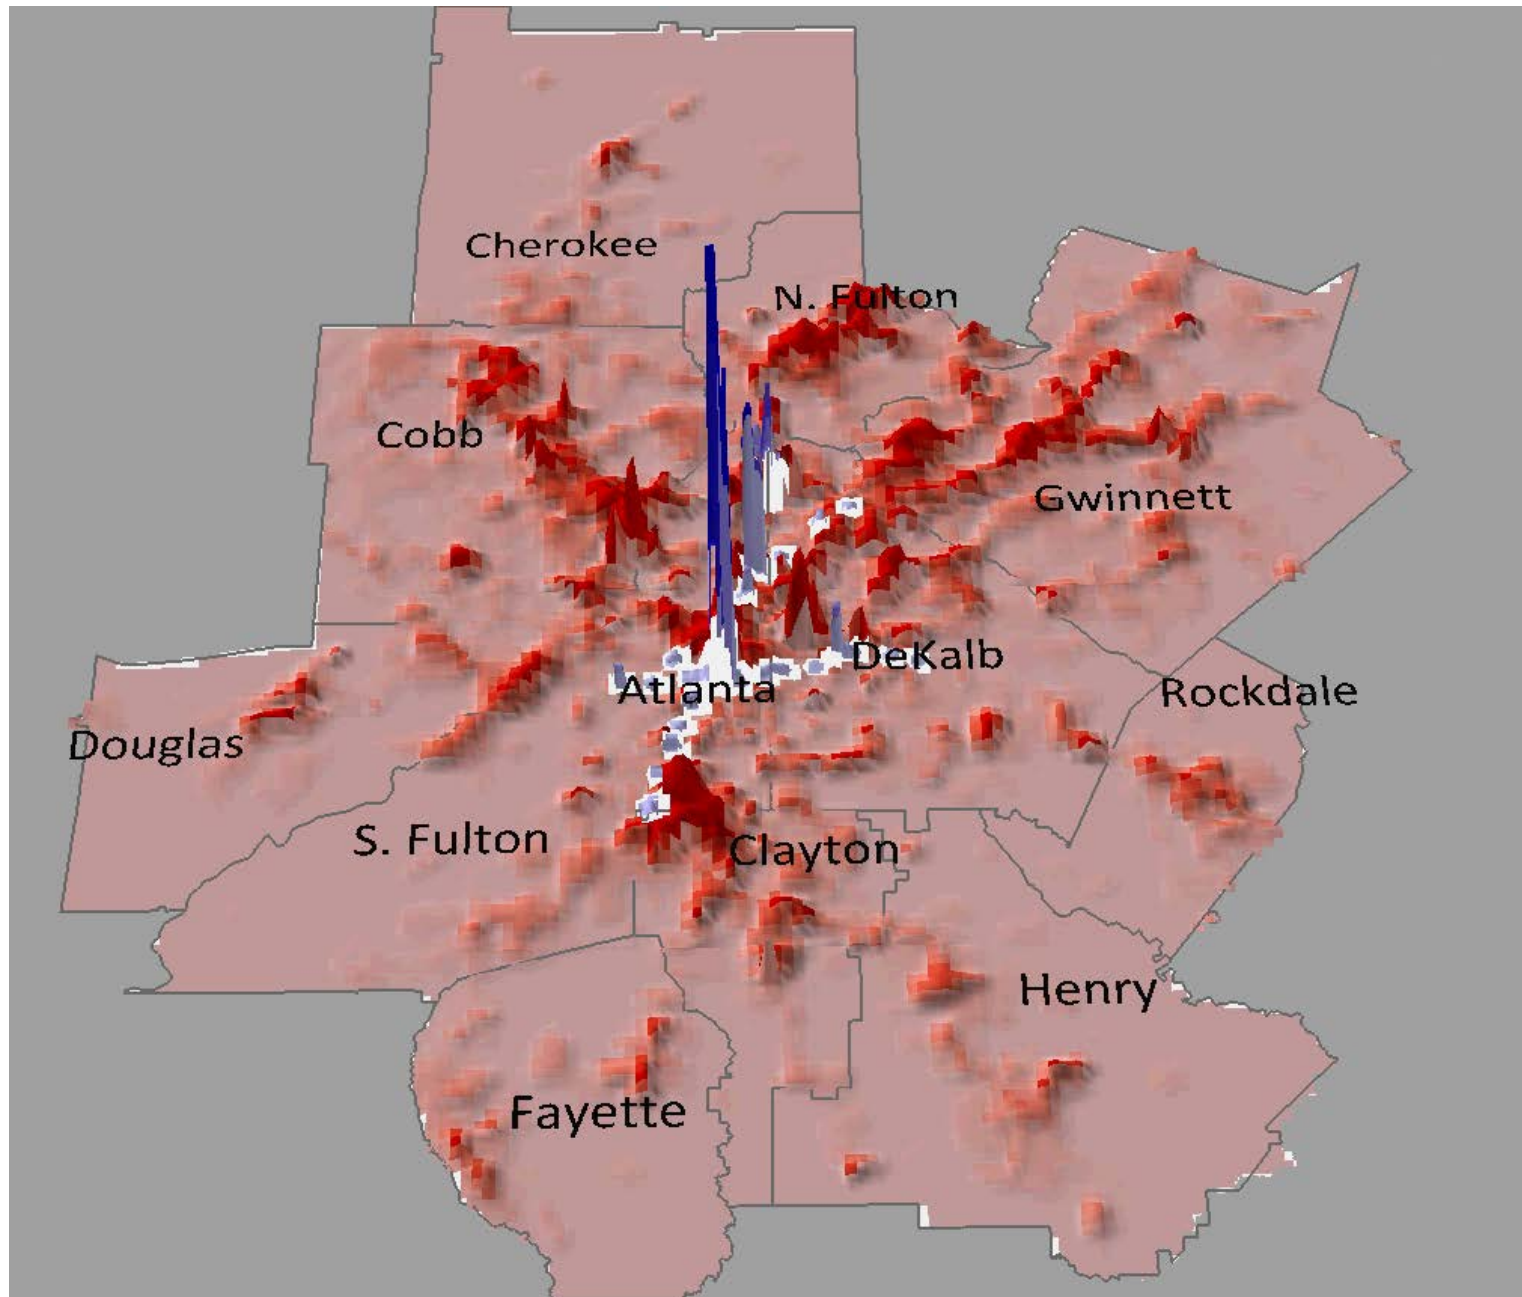 Cherokee
N. Fulton
Cobb
Gwinnett
DeKalb
Atlanta
Rockdale
Douglas
S. Fulton
Clayton
Henry
Fayette